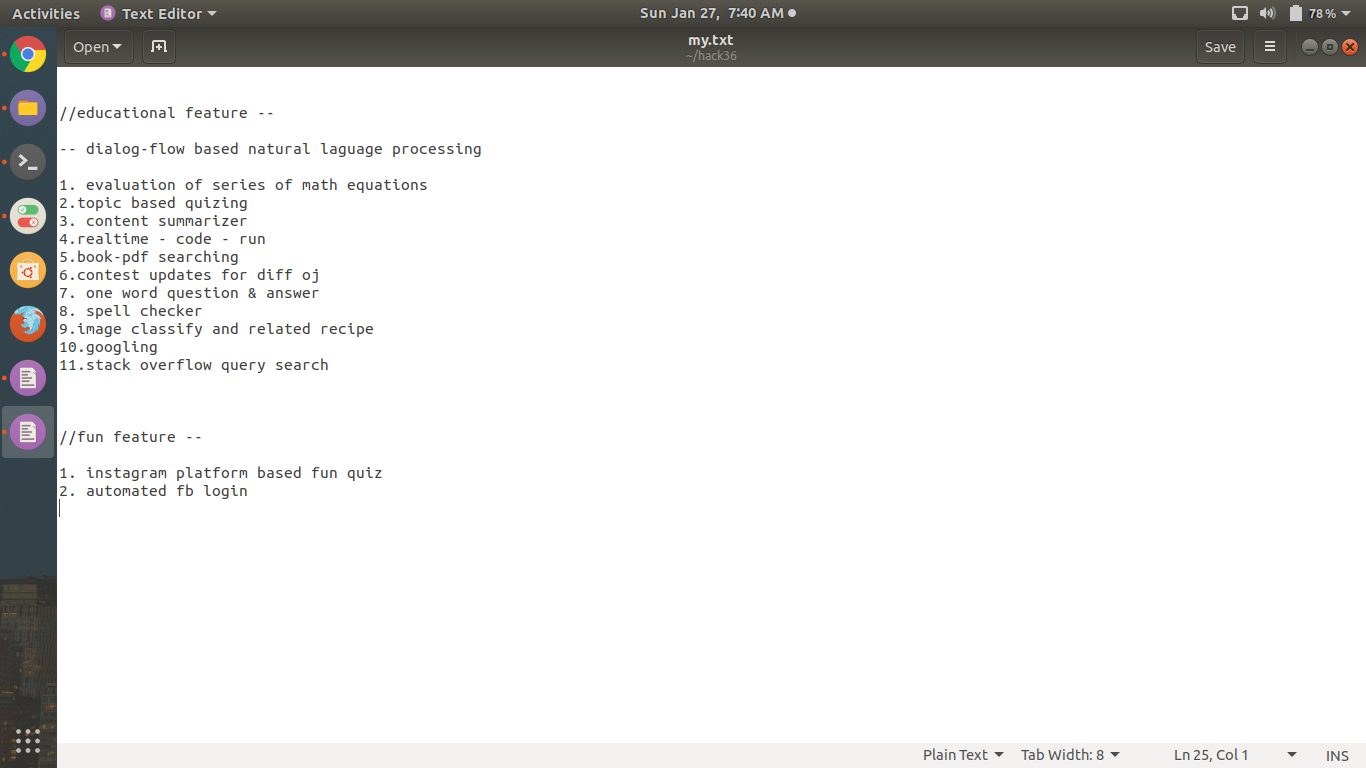 Activities Text Editor Sun Jan 27, 7:40 AM 78%
Open my.txt Save
~/hack36
//educational feature --
-- dialog-flow based natural laguage processing
1. evaluation of series of math equations
2.topic based quizing
3. content summarizer
4.realtime - code - run
5.book-pdf searching
6.contest updates for diff oj
7. one word question & answer
8. spell checker
9.image classify and related recipe
10.googling
11.stack overflow query search
//fun feature --
1. instagram platform based fun quiz
2. automated fb login
Plain Text Tab Width: 8 Ln 25, Col 1 INS